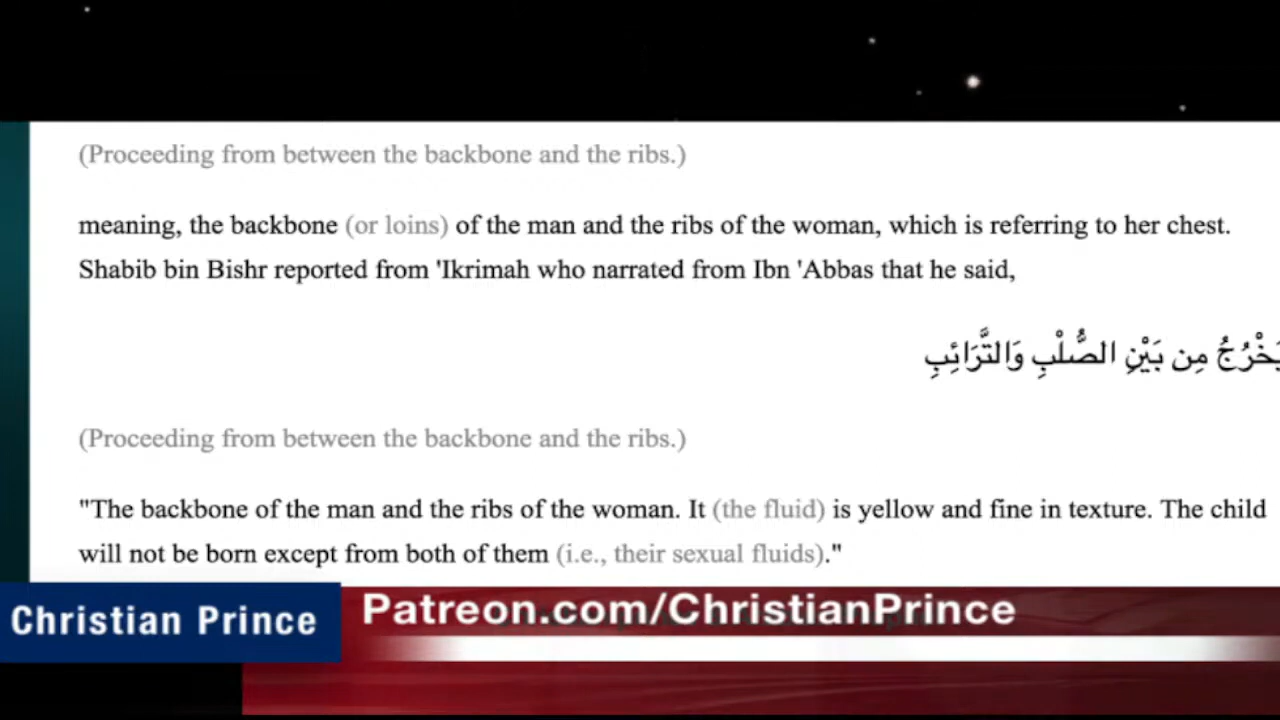 (Proceeding from between the backbone and the ribs.)
meaning, the backbone (or loins) of the man and the ribs of the woman, which is referring to her chest.
Shabib bin Bishr reported from 'Ikrimah who narrated from Ibn 'Abbas that he said,
يَخْرُجُ مِن بَيْنِ الصُّلْبِ وَالتَّرَائِبِ
(Proceeding from between the backbone and the ribs.)
"The backbone of the man and the ribs of the woman. It (the fluid) is yellow and fine in texture. The child
will not be born except from both of them (i.e., their sexual fluids)."
Christian Prince
Patreon.com/ChristianPrince